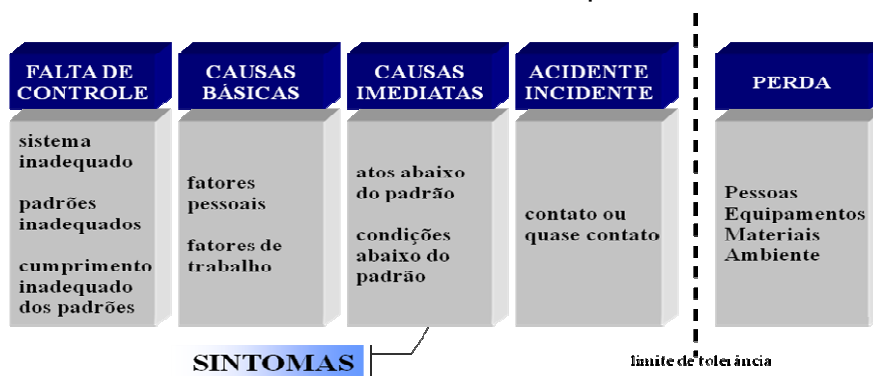 FALTA DE
CONTROLE
sistema
inadequado
padrões
inadequados
cumprimento
inadequado
dos padrões
CAUSAS
BÁSICAS
fatores
pessoais
fatores de
trabalho
CAUSAS
IMEDIATAS
atos abaixo
do padrão
condições
abaixo do
padrão
ACIDENTE
INCIDENTE
contato ou
quase contato
PERDA
Pessoas
Equipamentos
Materiais
Ambiente
SINTOMAS
limite de tolerância